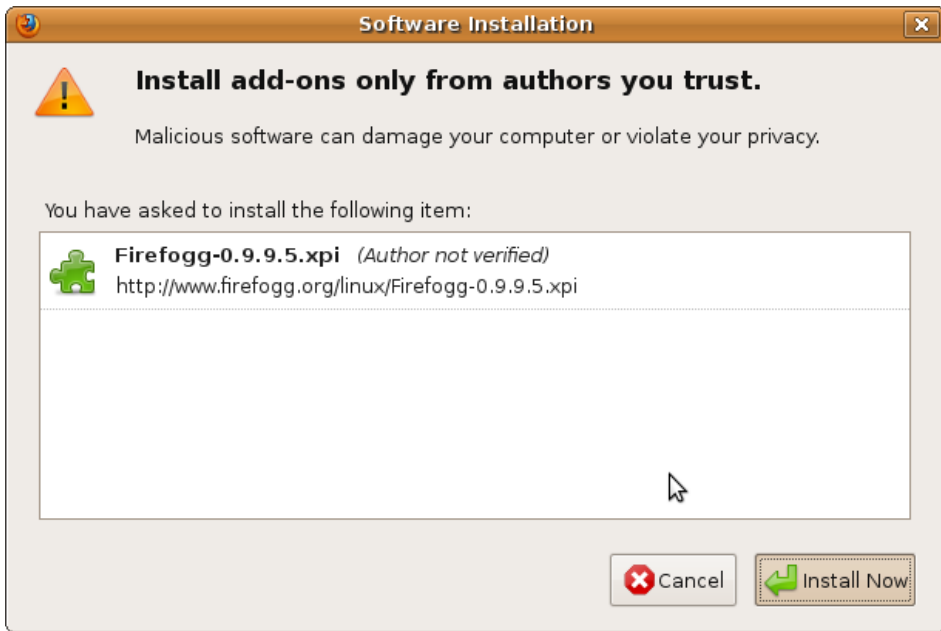 Software Installation
Install add-ons only from authors you trust.
Malicious software can damage your computer or violate your privacy.
You have asked to install the following item:
Firefogg-0.9.9.5.xpi (Author not verified)
http://www.firefogg.org/linux/Firefogg-0.9.9.5.xpi
Cancel Install Now